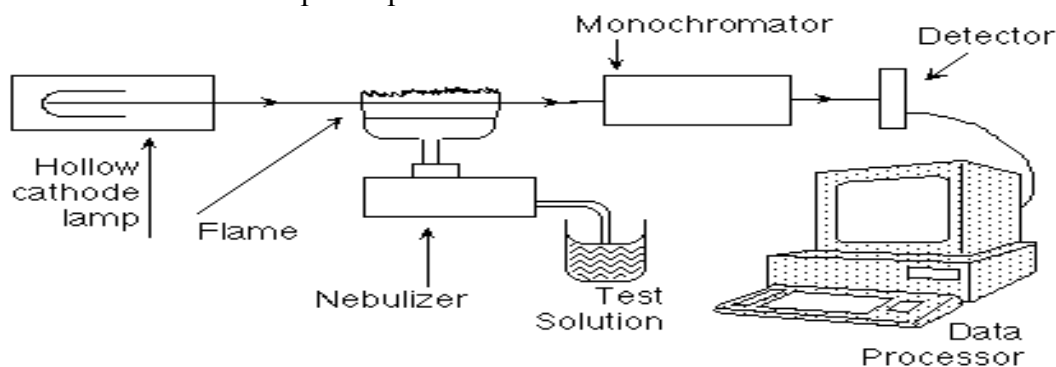 Monochromator
Detector
Hollow
cathode
lamp
Flame
Nebulizer
Test
Solution
Data
Processor